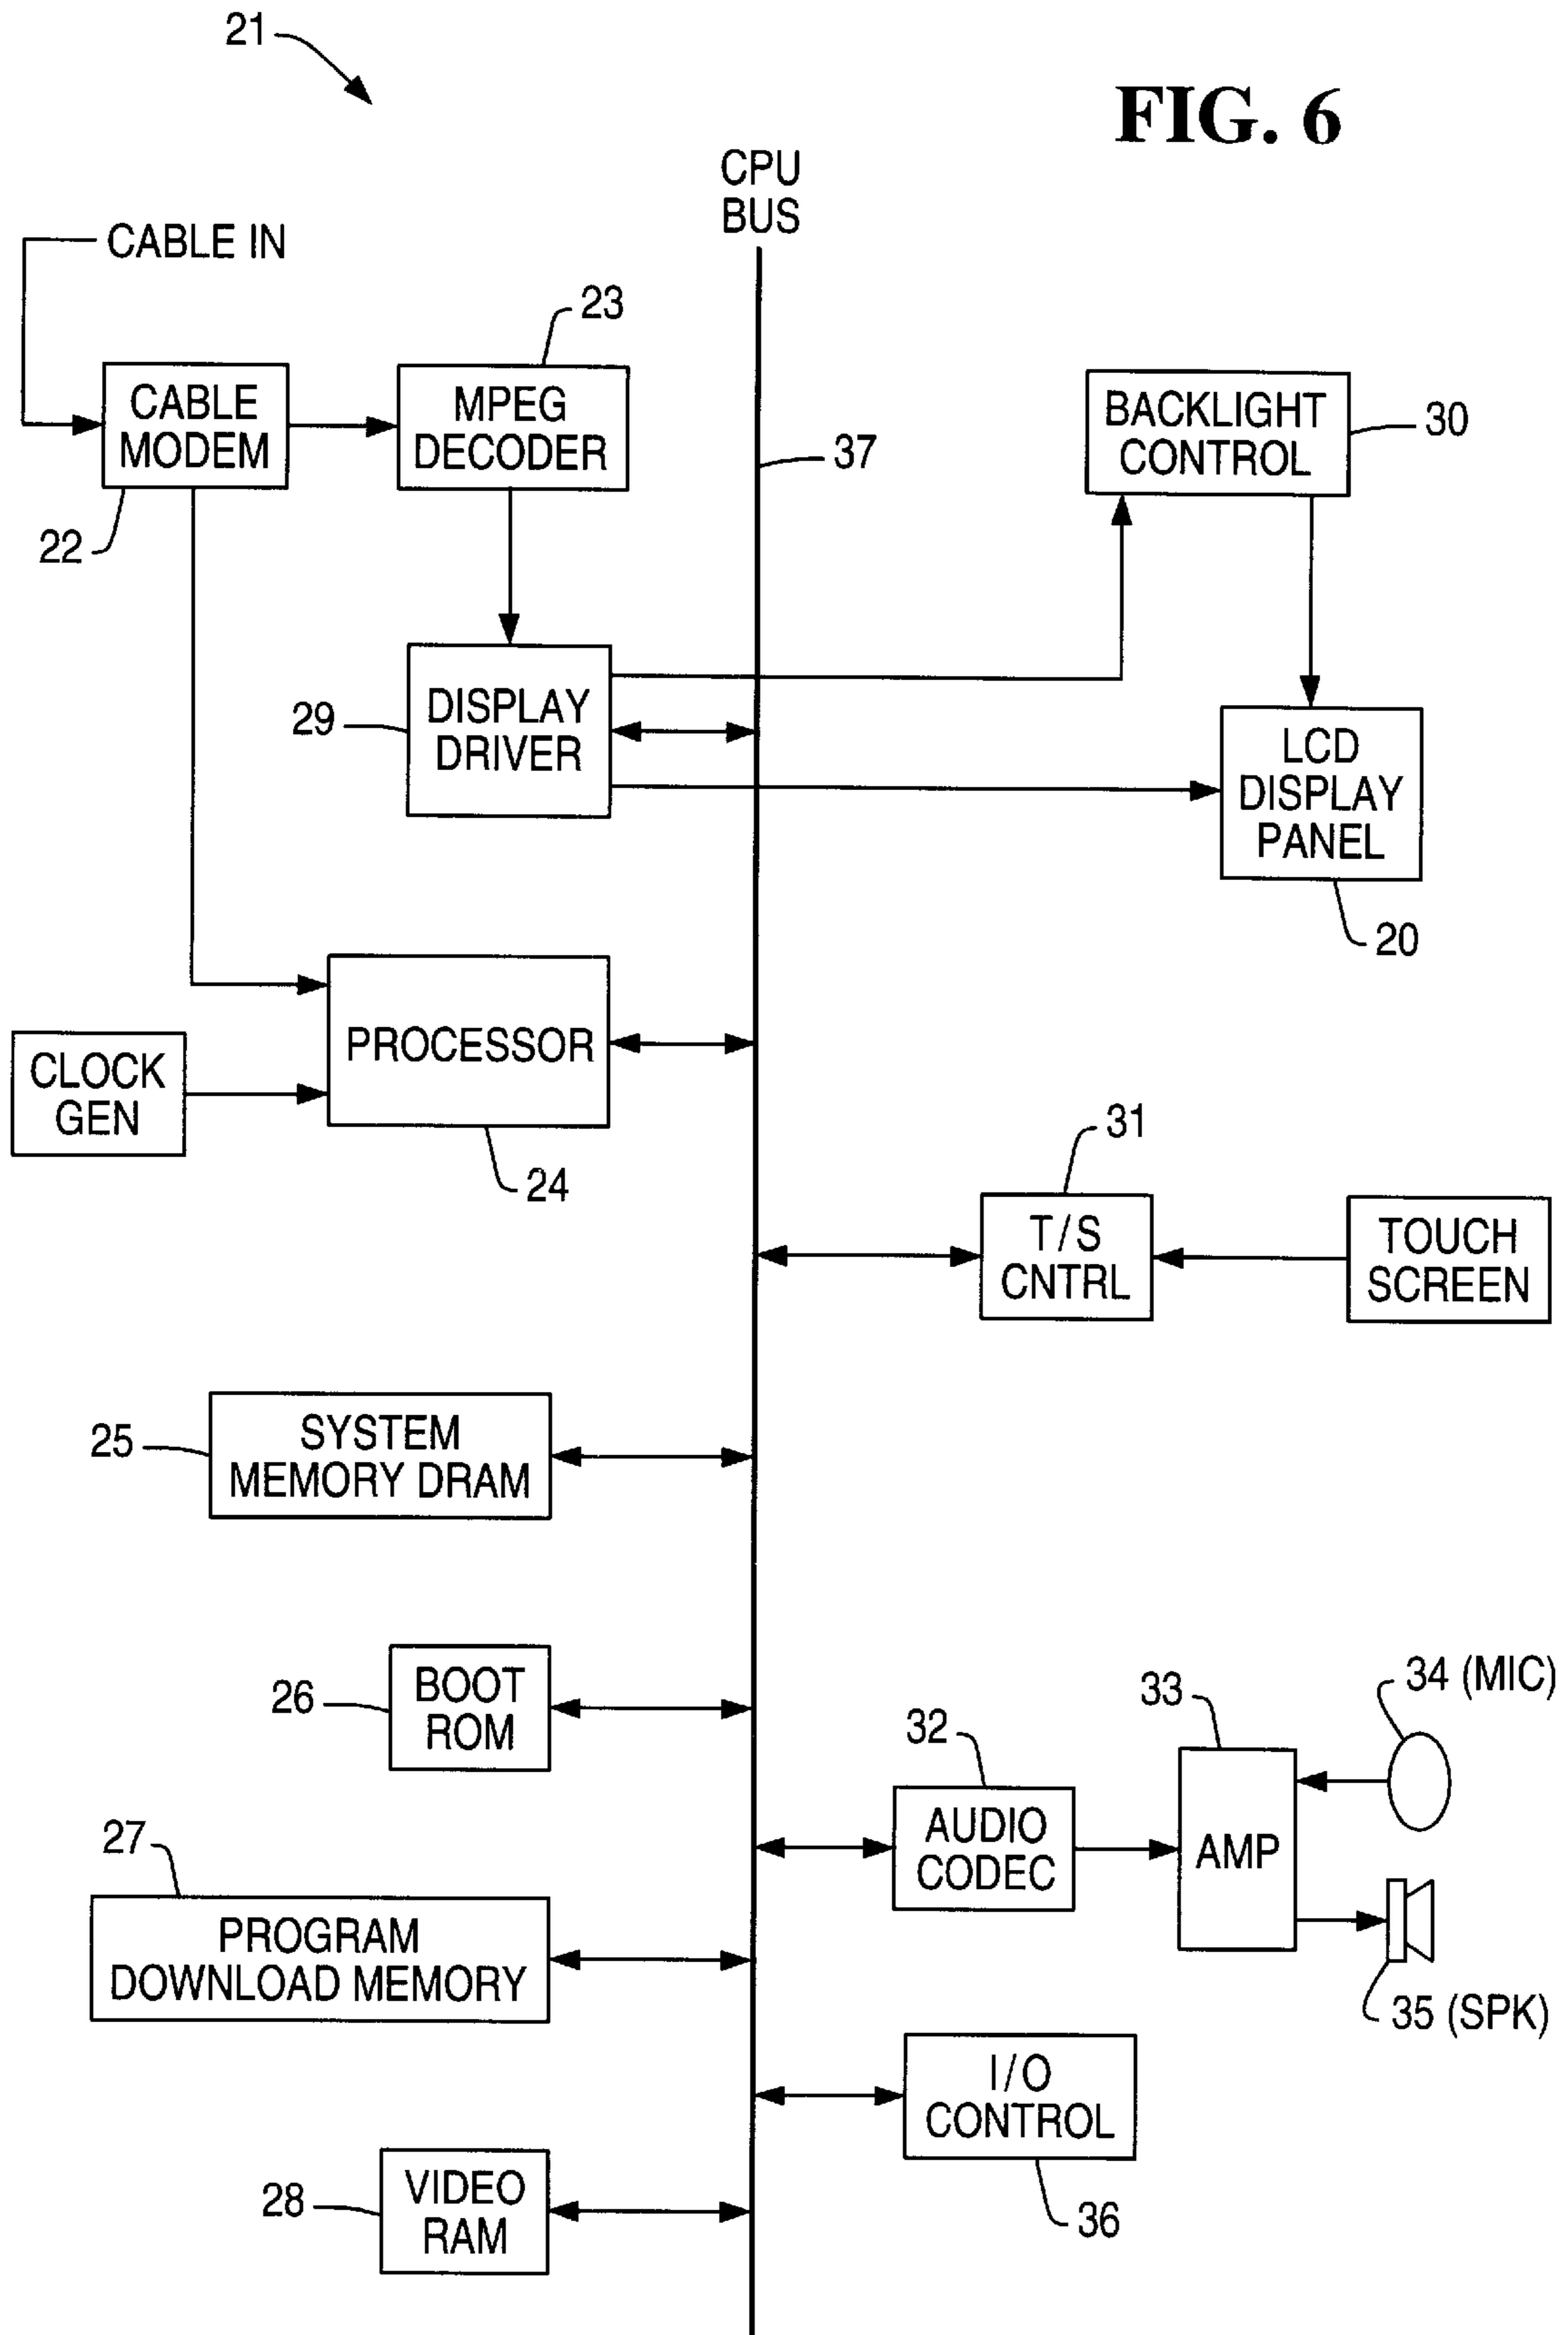 21
FIG. 6
CPU
BUS
CABLE IN
23
CABLE
MODEM
MPEG
DECODER
BACKLIGHT
CONTROL
30
37
22
29
DISPLAY
DRIVER
LCD
DISPLAY
PANEL
20
PROCESSOR
CLOCK
GEN
24
31
T/S
CNTRL
TOUCH
SCREEN
25
SYSTEM
MEMORY DRAM
26
BOOT
ROM
34 (MIC)
33
32
AUDIO
CODEC
AMP
27
PROGRAM
DOWNLOAD MEMORY
35 (SPK)
I/O
CONTROL
28
VIDEO
RAM
36